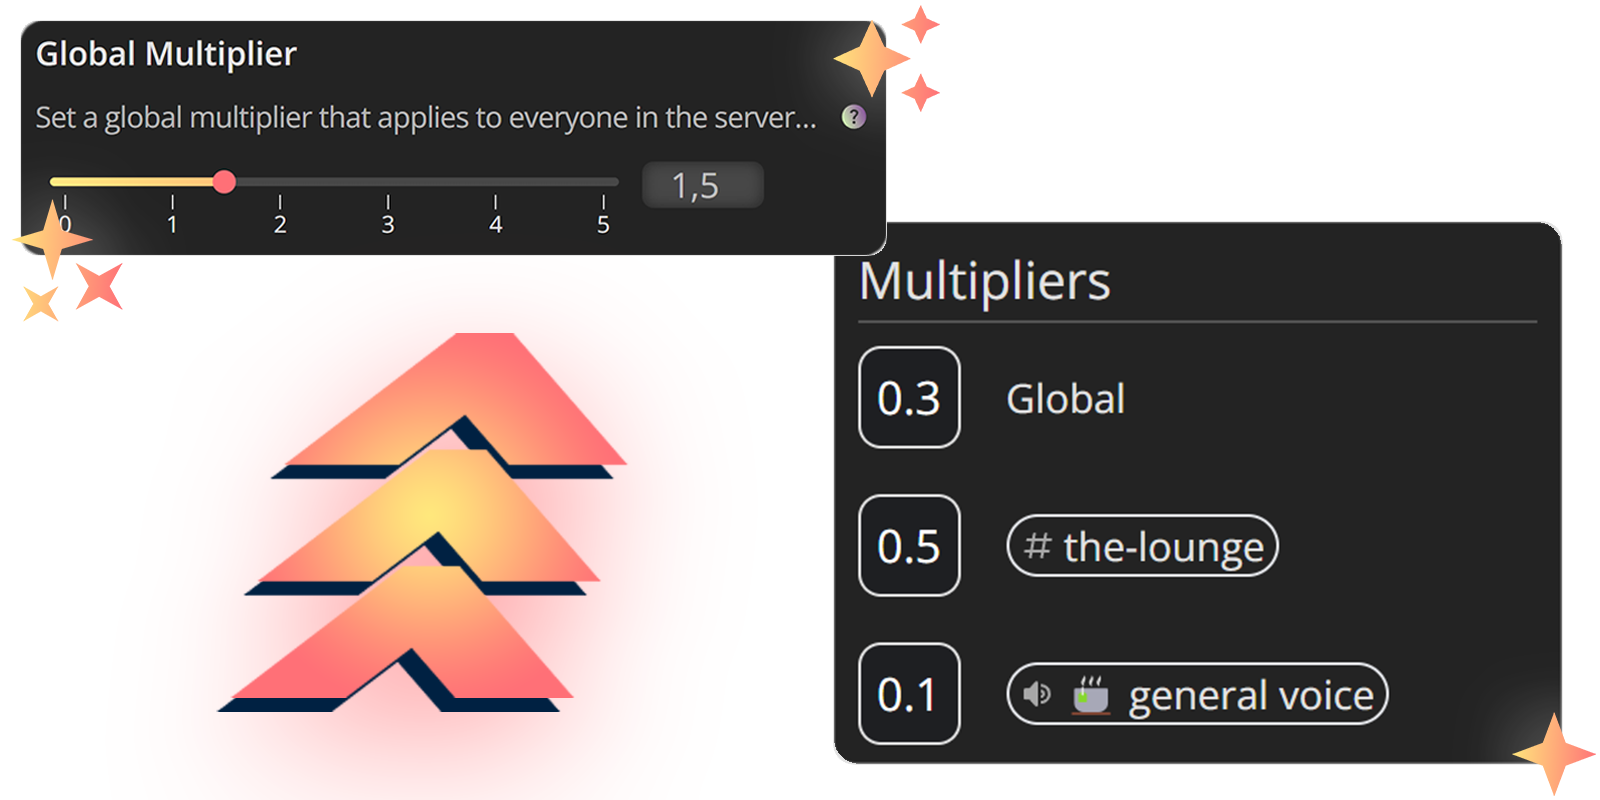 Global Multiplier
Set a global multiplier that applies to everyone in the server...
?
1,5
0 1 2 3 4 5
Multipliers
0.3 Global
0.5 # the-lounge
0.1 general voice